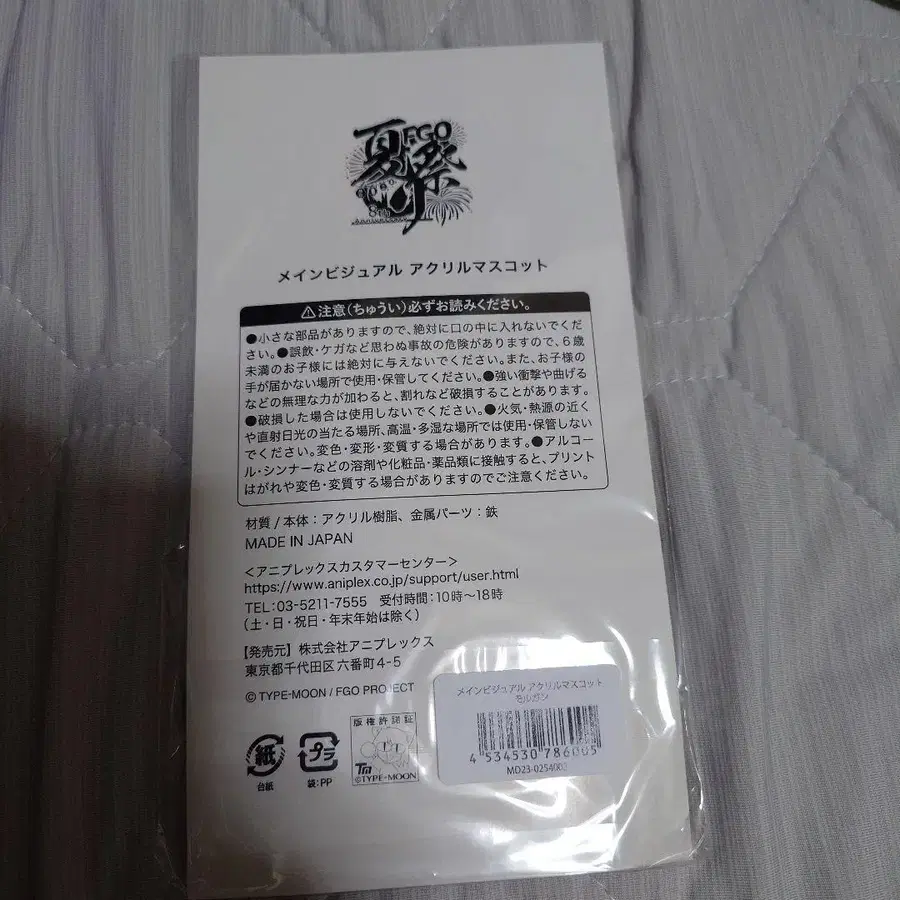 夏祭り
FGO
8th
Anniversary
メインビジュアル アクリルマスコット
⚠注意(ちゅうい)必ずお読みください。
●小さな部品がありますので、絶対に口の中に入れないでくだ
さい。●誤飲・ケガなど思わぬ事故の危険がありますので、6歳
未満のお子様には絶対に与えないでください。また、お子様の
手が届かない場所で使用・保管してください。●強い衝撃や曲げる
などの無理な力が加わると、割れなど破損することがあります。
●破損した場合は使用しないでください。●火気・熱源の近く
や直射日光の当たる場所、高温・多湿な場所では使用・保管しない
でください。変色・変形・変質する場合があります。●アルコー
ル・シンナーなどの溶剤や化粧品・薬品類に接触すると、プリント
はがれや変色・変質する場合がありますのでご注意ください。
材質/本体:アクリル樹脂、金属パーツ:鉄
MADE IN JAPAN
<アニプレックスカスタマーセンター>
https://www.aniplex.co.jp/support/user.html
TEL:03-5211-7555 受付時間:10時~18時
(土・日・祝日・年末年始は除く)
【発売元】株式会社アニプレックス
東京都千代田区六番町4-5
© TYPE-MOON / FGO PROJECT
メインビジュアル アクリルマスコット
モルガン
4 534530 786005
紙
台紙
プラ
袋:PP
版権許諾証
TM
©TYPE-MOON